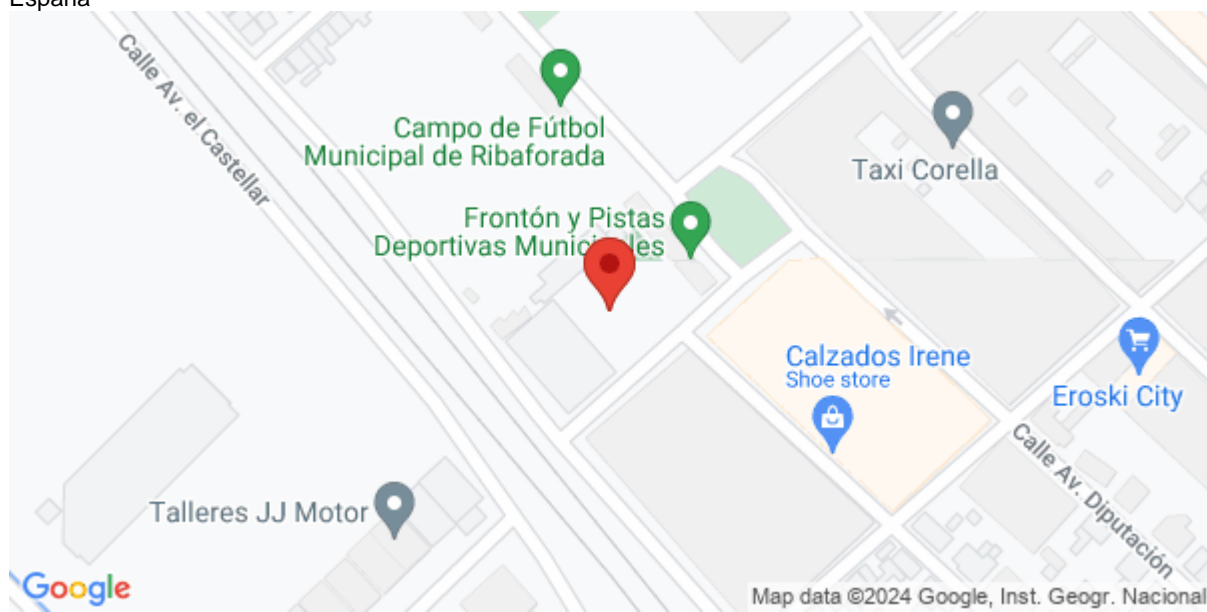 España
Calle Av. el Castellar
Campo de Fútbol
Municipal de Ribaforada
Taxi Corella
Frontón y Pistas
Deportivas Municipales
Calzados Irene
Shoe store
Eroski City
Calle Av. Diputación
Talleres JJ Motor
Google
Map data ©2024 Google, Inst. Geogr. Nacional